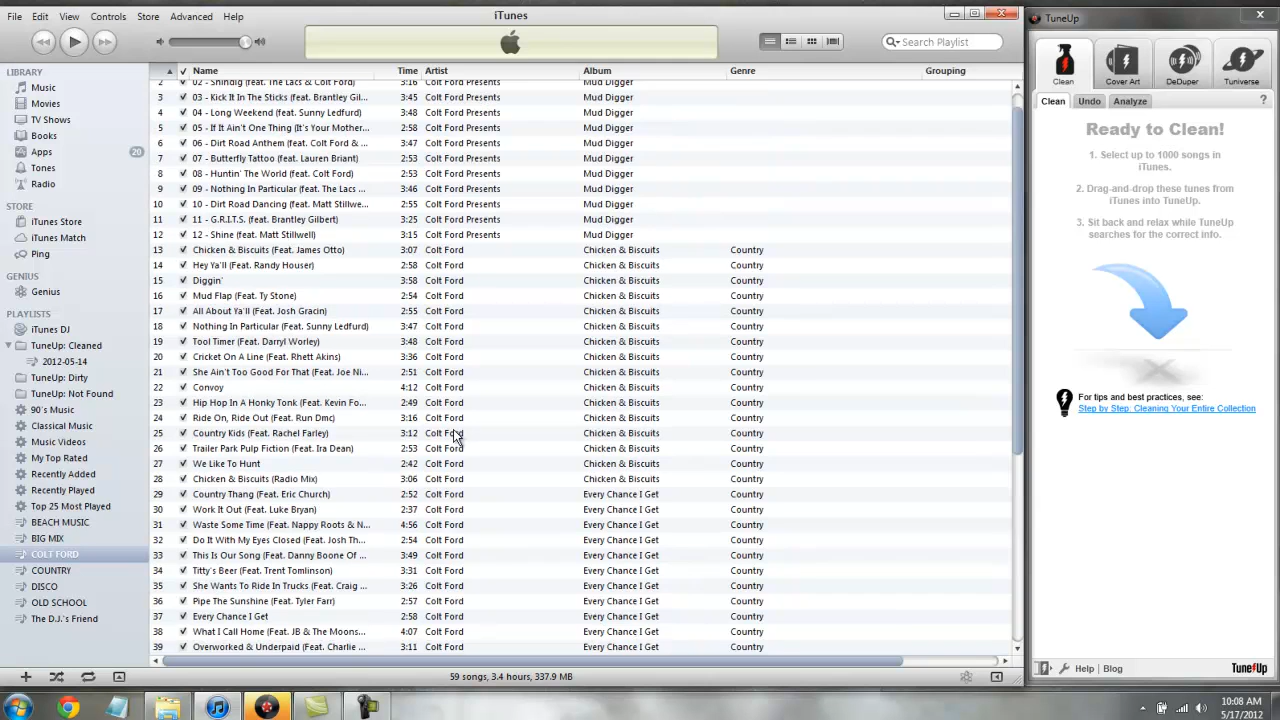 File Edit View Controls Store Advanced Help
iTunes
TuneUp
Search Playlist
LIBRARY
Music
Movies
TV Shows
Books
Apps 20
Tones
Radio
STORE
iTunes Store
iTunes Match
Ping
GENIUS
Genius
PLAYLISTS
iTunes DJ
TuneUp: Cleaned
2012-05-14
TuneUp: Dirty
TuneUp: Not Found
90's Music
Classical Music
Music Videos
My Top Rated
Recently Added
Recently Played
Top 25 Most Played
BEACH MUSIC
BIG MIX
COLT FORD
COUNTRY
DISCO
OLD SCHOOL
The D.J.'s Friend
Name Time Artist Album Genre Grouping
2 02 - Shindig (feat. The Lacs & Colt Ford) 3:16 Colt Ford Presents Mud Digger
3 03 - Kick It In The Sticks (feat. Brantley Gil... 3:45 Colt Ford Presents Mud Digger
4 04 - Long Weekend (feat. Sunny Ledfurd) 3:48 Colt Ford Presents Mud Digger
5 05 - If It Ain't One Thing (It's Your Mother... 2:58 Colt Ford Presents Mud Digger
6 06 - Dirt Road Anthem (feat. Colt Ford & ... 3:47 Colt Ford Presents Mud Digger
7 07 - Butterfly Tattoo (feat. Lauren Briant) 2:53 Colt Ford Presents Mud Digger
8 08 - Huntin' The World (feat. Colt Ford) 2:53 Colt Ford Presents Mud Digger
9 09 - Nothing In Particular (feat. The Lacs ... 3:46 Colt Ford Presents Mud Digger
10 10 - Dirt Road Dancing (feat. Matt Stillwe... 2:55 Colt Ford Presents Mud Digger
11 11 - G.R.I.T.S. (feat. Brantley Gilbert) 3:25 Colt Ford Presents Mud Digger
12 12 - Shine (feat. Matt Stillwell) 3:15 Colt Ford Presents Mud Digger
13 Chicken & Biscuits (Feat. James Otto) 3:07 Colt Ford Chicken & Biscuits Country
14 Hey Ya'll (Feat. Randy Houser) 2:58 Colt Ford Chicken & Biscuits Country
15 Diggin' 3:58 Colt Ford Chicken & Biscuits Country
16 Mud Flap (Feat. Ty Stone) 2:54 Colt Ford Chicken & Biscuits Country
17 All About Ya'll (Feat. Josh Gracin) 2:55 Colt Ford Chicken & Biscuits Country
18 Nothing In Particular (Feat. Sunny Ledfurd) 3:47 Colt Ford Chicken & Biscuits Country
19 Tool Timer (Feat. Darryl Worley) 3:48 Colt Ford Chicken & Biscuits Country
20 Cricket On A Line (Feat. Rhett Akins) 3:36 Colt Ford Chicken & Biscuits Country
21 She Ain't Too Good For That (Feat. Joe Ni... 2:51 Colt Ford Chicken & Biscuits Country
22 Convoy 4:12 Colt Ford Chicken & Biscuits Country
23 Hip Hop In A Honky Tonk (Feat. Kevin Fo... 2:49 Colt Ford Chicken & Biscuits Country
24 Ride On, Ride Out (Feat. Run Dmc) 3:16 Colt Ford Chicken & Biscuits Country
25 Country Kids (Feat. Rachel Farley) 3:12 Colt Ford Chicken & Biscuits Country
26 Trailer Park Pulp Fiction (Feat. Ira Dean) 2:53 Colt Ford Chicken & Biscuits Country
27 We Like To Hunt 2:42 Colt Ford Chicken & Biscuits Country
28 Chicken & Biscuits (Radio Mix) 3:06 Colt Ford Chicken & Biscuits Country
29 Country Thang (Feat. Eric Church) 2:52 Colt Ford Every Chance I Get Country
30 Work It Out (Feat. Luke Bryan) 2:37 Colt Ford Every Chance I Get Country
31 Waste Some Time (Feat. Nappy Roots & N... 4:56 Colt Ford Every Chance I Get Country
32 Do It With My Eyes Closed (Feat. Josh Th... 2:54 Colt Ford Every Chance I Get Country
33 This Is Our Song (Feat. Danny Boone Of ... 3:49 Colt Ford Every Chance I Get Country
34 Titty's Beer (Feat. Trent Tomlinson) 3:31 Colt Ford Every Chance I Get Country
35 She Wants To Ride In Trucks (Feat. Craig ... 3:26 Colt Ford Every Chance I Get Country
36 Pipe The Sunshine (Feat. Tyler Farr) 2:57 Colt Ford Every Chance I Get Country
37 Every Chance I Get 2:58 Colt Ford Every Chance I Get Country
38 What I Call Home (Feat. JB & The Moons... 4:07 Colt Ford Every Chance I Get Country
39 Overworked & Underpaid (Feat. Charlie ... 3:11 Colt Ford Every Chance I Get Country
59 songs, 3.4 hours, 337.9 MB
Clean Cover Art DeDuper Tuniverse
Clean Undo Analyze ?
Ready to Clean!
1. Select up to 1000 songs in
iTunes.
2. Drag-and-drop these tunes from
iTunes into TuneUp.
3. Sit back and relax while TuneUp
searches for the correct info.
For tips and best practices, see:
Step by Step: Cleaning Your Entire Collection
Help Blog
TuneUp
10:08 AM
5/17/2012